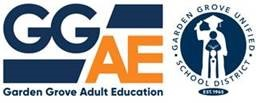 GG
AE
Garden Grove Adult Education
GARDEN GROVE UNIFIED
SCHOOL DISTRICT
EST. 1965